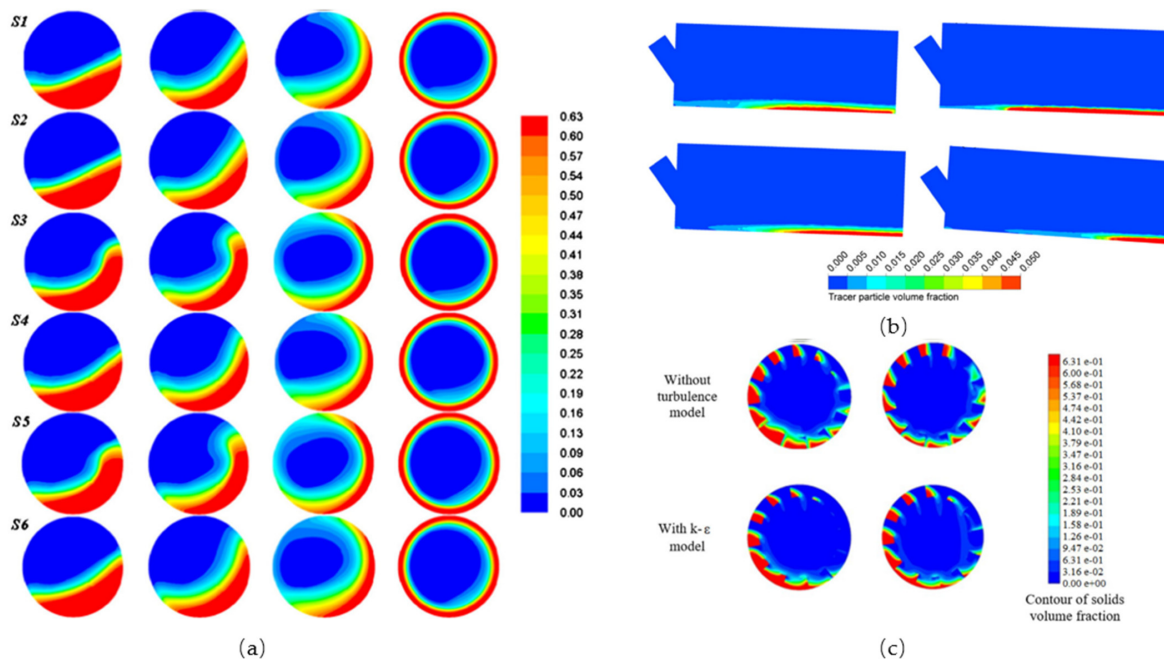 S1
S2
S3
S4
S5
S6
0.63
0.60
0.57
0.54
0.50
0.47
0.44
0.41
0.38
0.35
0.31
0.28
0.25
0.22
0.19
0.16
0.13
0.09
0.06
0.03
0.00
(a)
0.000
0.005
0.010
0.015
0.020
0.025
0.030
0.035
0.040
0.045
0.050
Tracer particle volume fraction
(b)
Without
turbulence
model
With k-ε
model
6.31 e-01
6.00 e-01
5.68 e-01
5.37 e-01
4.74 e-01
4.42 e-01
4.10 e-01
3.79 e-01
3.47 e-01
3.16 e-01
2.84 e-01
2.53 e-01
2.21 e-01
1.89 e-01
1.58 e-01
1.26 e-01
9.47 e-02
6.31 e-02
3.16 e-02
0.00 e+00
Contour of solids
volume fraction
(c)